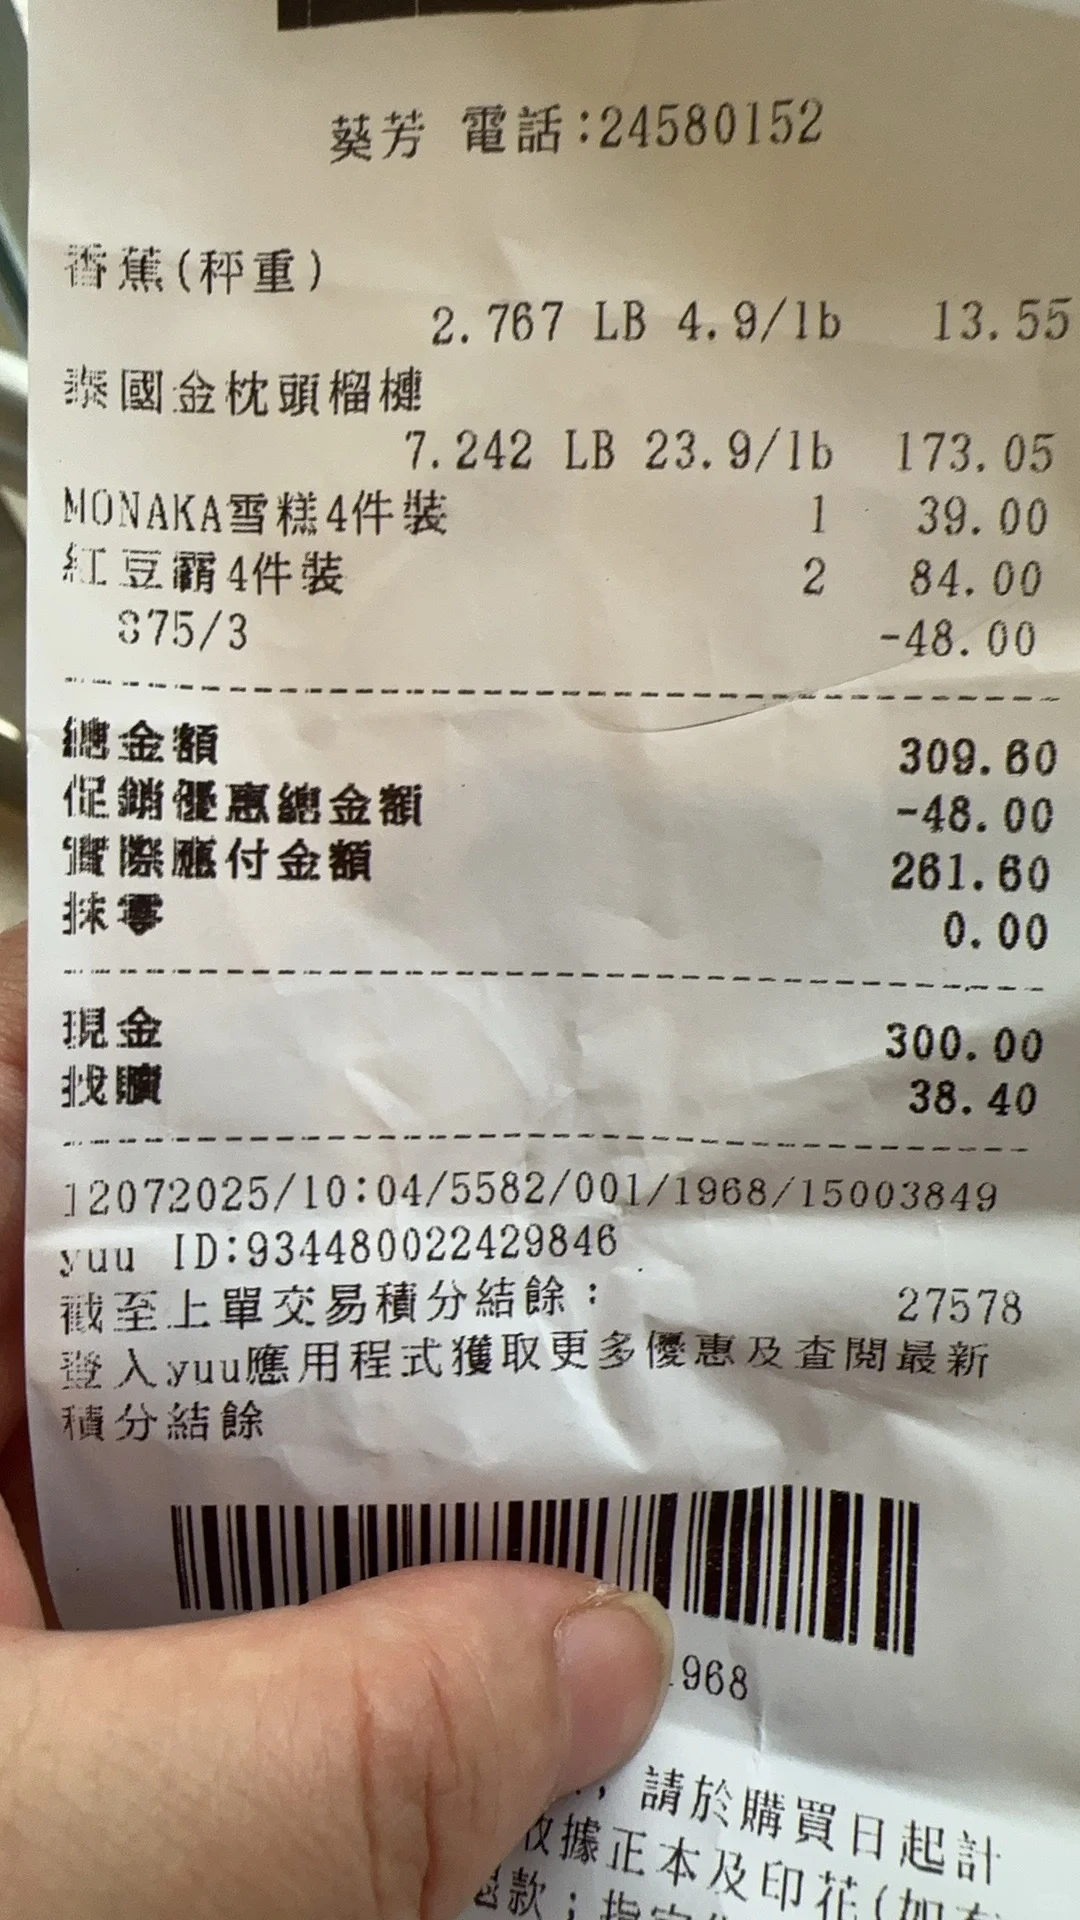 葵芳 電話:24580152
香蕉(秤重)
2.767 LB 4.9/lb 13.55
泰國金枕頭榴槤
7.242 LB 23.9/lb 173.05
MONAKA雪糕4件裝 1 39.00
紅豆霸4件裝 2 84.00
$75/3 -48.00
總金額 309.60
促銷優惠總金額 -48.00
實際應付金額 261.60
抹零 0.00
現金 300.00
找贖 38.40
12072025/10:04/5582/001/1968/15003849
yuu ID:9344800022429846
截至上單交易積分結餘: 27578
登入yuu應用程式獲取更多優惠及查閱最新
積分結餘
968
, 請於購買日起計
收據正本及印花(如有
退款;指定